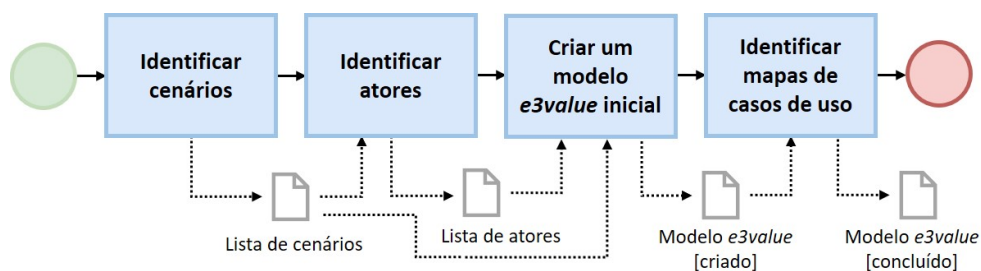 Identificar
cenários
Identificar
atores
Criar um
modelo
e3value inicial
Identificar
mapas de
casos de uso
Lista de cenários
Lista de atores
Modelo e3value
[criado]
Modelo e3value
[concluído]